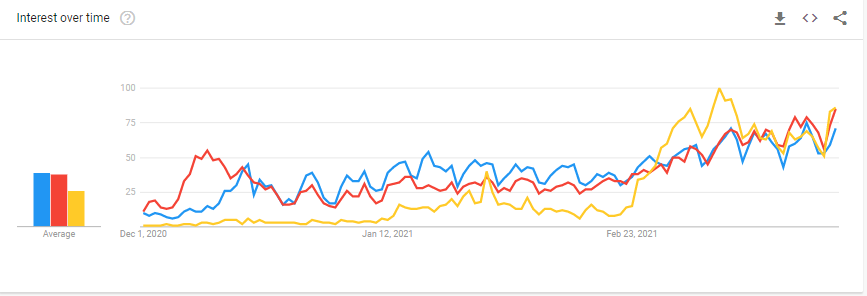 Interest over time
100
75
50
25
Average
Dec 1, 2020
Jan 12, 2021
Feb 23, 2021